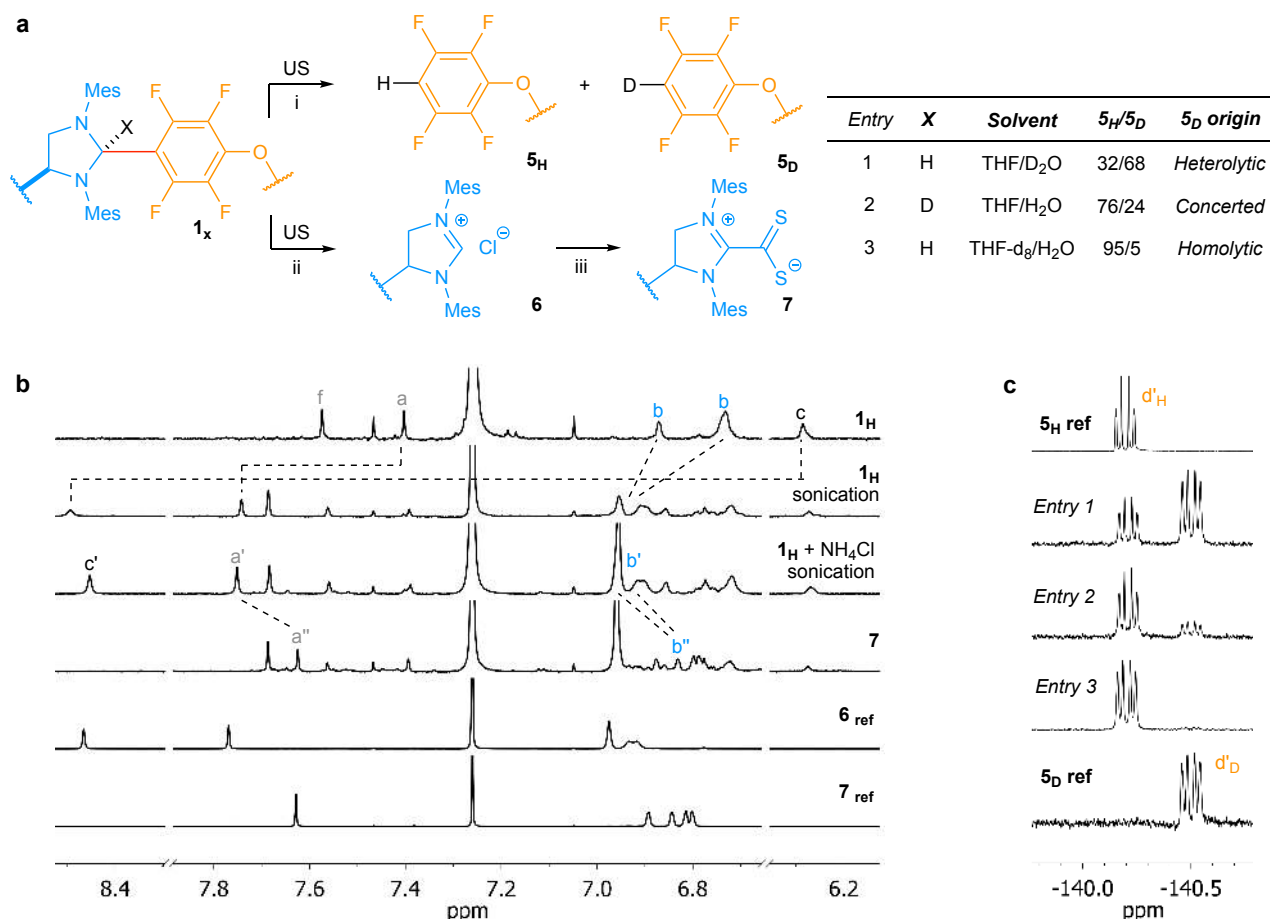 a
Mes
N
X
F
F
O
N
Mes
F
F
1x
US
i
US
ii
F
F
H
O
F
F
5H
+
F
F
D
O
F
F
5D
Mes
N
⊕
Cl⊖
N
Mes
6
iii
Mes
N
⊕
S
N
S
⊖
Mes
7
Entry X Solvent 5H/5D 5D origin
1 H THF/D2O 32/68 Heterolytic
2 D THF/H2O 76/24 Concerted
3 H THF-d8/H2O 95/5 Homolytic
b
f a b b c 1H
1H
sonication
c' a' b' 1H + NH4Cl
sonication
a'' b'' 7
6 ref
7 ref
8.4 7.8 7.6 7.4 7.2 7.0 6.8 6.2
ppm ppm
c
5H ref d'H
Entry 1
Entry 2
Entry 3
5D ref d'D
-140.0 -140.5
ppm